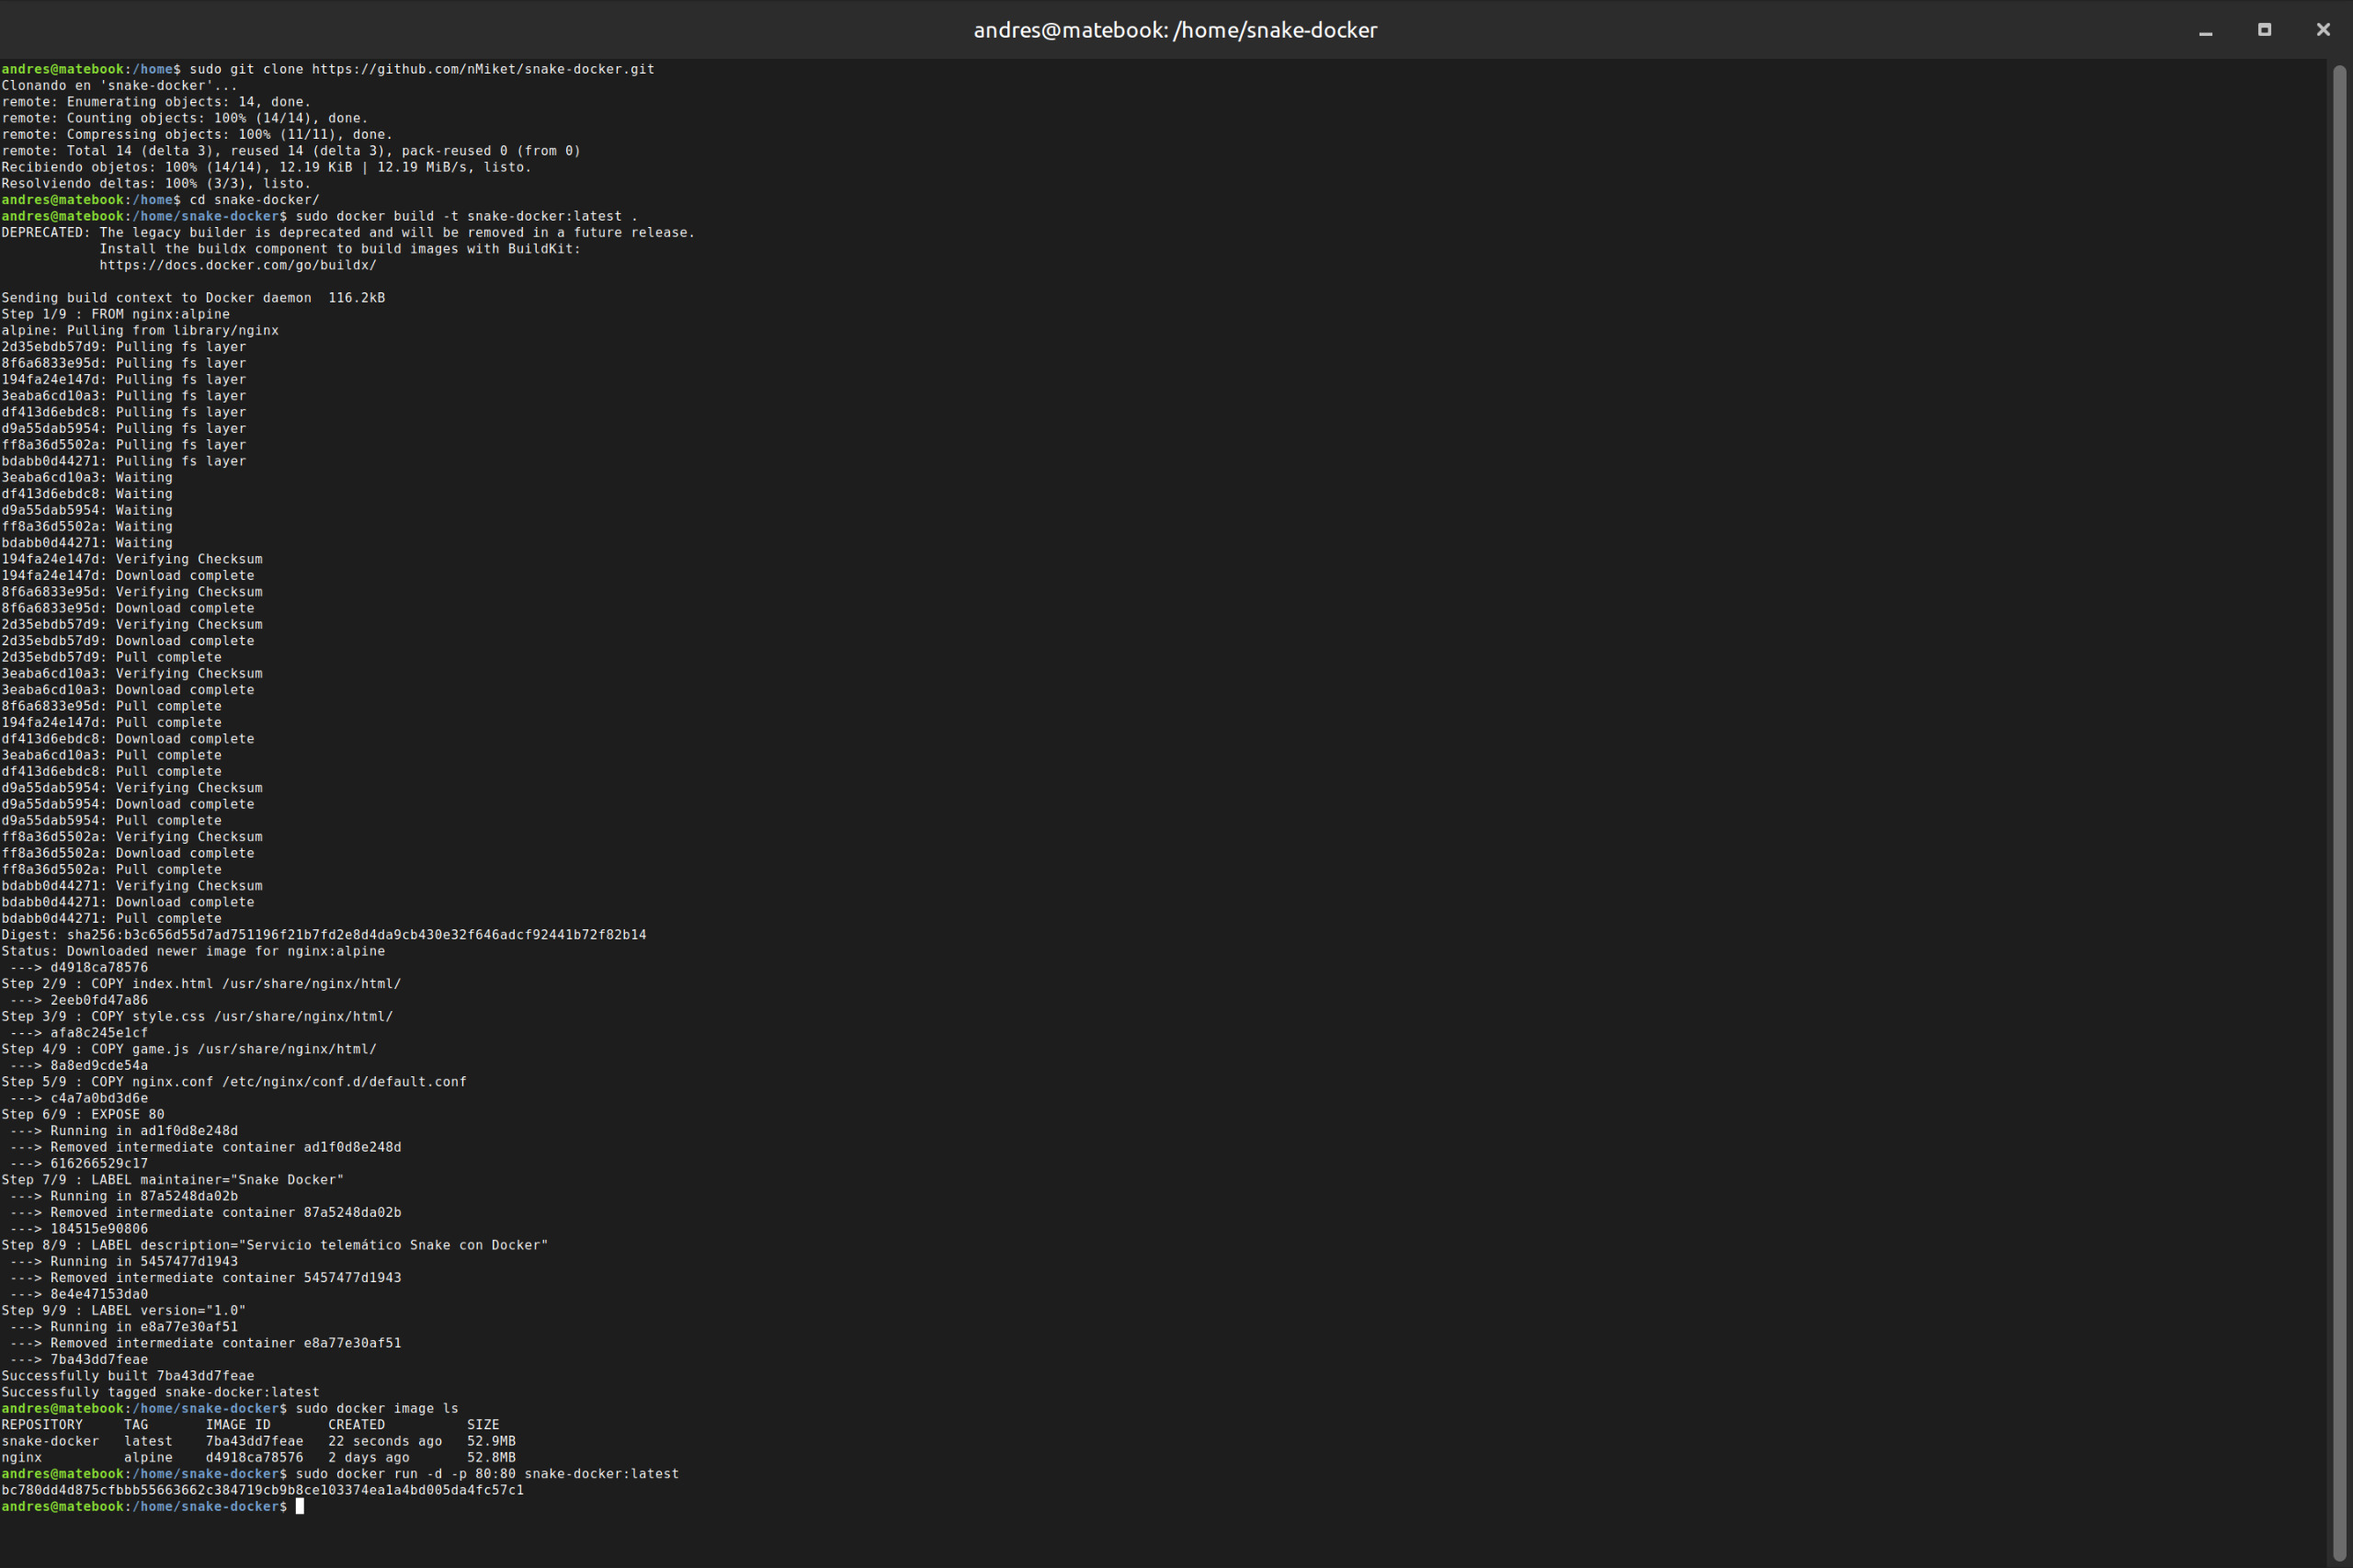 andres@matebook: /home/snake-docker
andres@matebook:/home$ sudo git clone https://github.com/nMiket/snake-docker.git
Clonando en 'snake-docker'...
remote: Enumerating objects: 14, done.
remote: Counting objects: 100% (14/14), done.
remote: Compressing objects: 100% (11/11), done.
remote: Total 14 (delta 3), reused 14 (delta 3), pack-reused 0 (from 0)
Recibiendo objetos: 100% (14/14), 12.19 KiB | 12.19 MiB/s, listo.
Resolviendo deltas: 100% (3/3), listo.
andres@matebook:/home$ cd snake-docker/
andres@matebook:/home/snake-docker$ sudo docker build -t snake-docker:latest .
DEPRECATED: The legacy builder is deprecated and will be removed in a future release.
            Install the buildx component to build images with BuildKit:
            https://docs.docker.com/go/buildx/

Sending build context to Docker daemon  116.2kB
Step 1/9 : FROM nginx:alpine
alpine: Pulling from library/nginx
2d35ebdb57d9: Pulling fs layer
8f6a6833e95d: Pulling fs layer
194fa24e147d: Pulling fs layer
3eaba6cd10a3: Pulling fs layer
df413d6ebdc8: Pulling fs layer
d9a55dab5954: Pulling fs layer
ff8a36d5502a: Pulling fs layer
bdabb0d44271: Pulling fs layer
3eaba6cd10a3: Waiting
df413d6ebdc8: Waiting
d9a55dab5954: Waiting
ff8a36d5502a: Waiting
bdabb0d44271: Waiting
194fa24e147d: Verifying Checksum
194fa24e147d: Download complete
8f6a6833e95d: Verifying Checksum
8f6a6833e95d: Download complete
2d35ebdb57d9: Verifying Checksum
2d35ebdb57d9: Download complete
2d35ebdb57d9: Pull complete
3eaba6cd10a3: Verifying Checksum
3eaba6cd10a3: Download complete
8f6a6833e95d: Pull complete
194fa24e147d: Pull complete
df413d6ebdc8: Download complete
3eaba6cd10a3: Pull complete
df413d6ebdc8: Pull complete
d9a55dab5954: Verifying Checksum
d9a55dab5954: Download complete
d9a55dab5954: Pull complete
ff8a36d5502a: Verifying Checksum
ff8a36d5502a: Download complete
ff8a36d5502a: Pull complete
bdabb0d44271: Verifying Checksum
bdabb0d44271: Download complete
bdabb0d44271: Pull complete
Digest: sha256:b3c656d55d7ad751196f21b7fd2e8d4da9cb430e32f646adcf92441b72f82b14
Status: Downloaded newer image for nginx:alpine
 ---> d4918ca78576
Step 2/9 : COPY index.html /usr/share/nginx/html/
 ---> 2eeb0fd47a86
Step 3/9 : COPY style.css /usr/share/nginx/html/
 ---> afa8c245e1cf
Step 4/9 : COPY game.js /usr/share/nginx/html/
 ---> 8a8ed9cde54a
Step 5/9 : COPY nginx.conf /etc/nginx/conf.d/default.conf
 ---> c4a7a0bd3d6e
Step 6/9 : EXPOSE 80
 ---> Running in ad1f0d8e248d
 ---> Removed intermediate container ad1f0d8e248d
 ---> 616266529c17
Step 7/9 : LABEL maintainer="Snake Docker"
 ---> Running in 87a5248da02b
 ---> Removed intermediate container 87a5248da02b
 ---> 184515e90806
Step 8/9 : LABEL description="Servicio telemático Snake con Docker"
 ---> Running in 5457477d1943
 ---> Removed intermediate container 5457477d1943
 ---> 8e4e47153da0
Step 9/9 : LABEL version="1.0"
 ---> Running in e8a77e30af51
 ---> Removed intermediate container e8a77e30af51
 ---> 7ba43dd7feae
Successfully built 7ba43dd7feae
Successfully tagged snake-docker:latest
andres@matebook:/home/snake-docker$ sudo docker image ls
REPOSITORY     TAG       IMAGE ID       CREATED          SIZE
snake-docker   latest    7ba43dd7feae   22 seconds ago   52.9MB
nginx          alpine    d4918ca78576   2 days ago       52.8MB
andres@matebook:/home/snake-docker$ sudo docker run -d -p 80:80 snake-docker:latest
bc780dd4d875cfbbb55663662c384719cb9b8ce103374ea1a4bd005da4fc57c1
andres@matebook:/home/snake-docker$